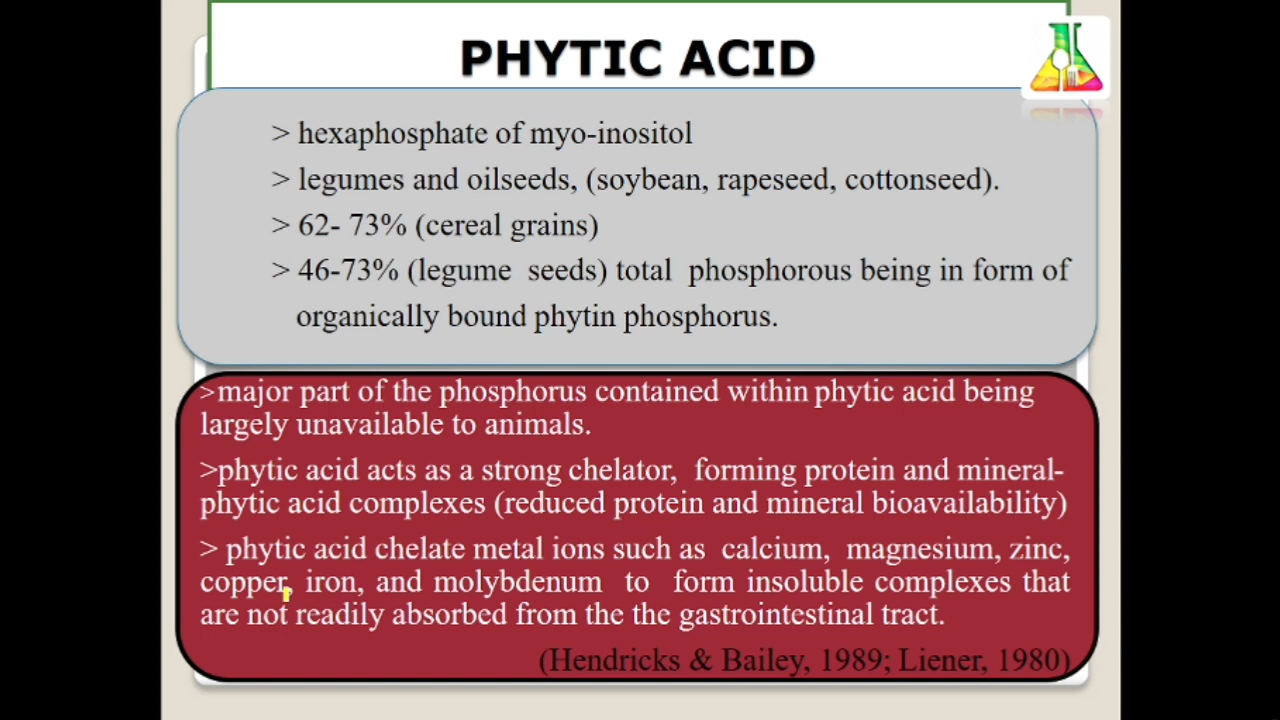 PHYTIC ACID
> hexaphosphate of myo-inositol
> legumes and oilseeds, (soybean, rapeseed, cottonseed).
> 62- 73% (cereal grains)
> 46-73% (legume seeds) total phosphorous being in form of
organically bound phytin phosphorus.
>major part of the phosphorus contained within phytic acid being
largely unavailable to animals.
>phytic acid acts as a strong chelator, forming protein and mineral-
phytic acid complexes (reduced protein and mineral bioavailability)
> phytic acid chelate metal ions such as calcium, magnesium, zinc,
copper, iron, and molybdenum to form insoluble complexes that
are not readily absorbed from the the gastrointestinal tract.
(Hendricks & Bailey, 1989; Liener, 1980)